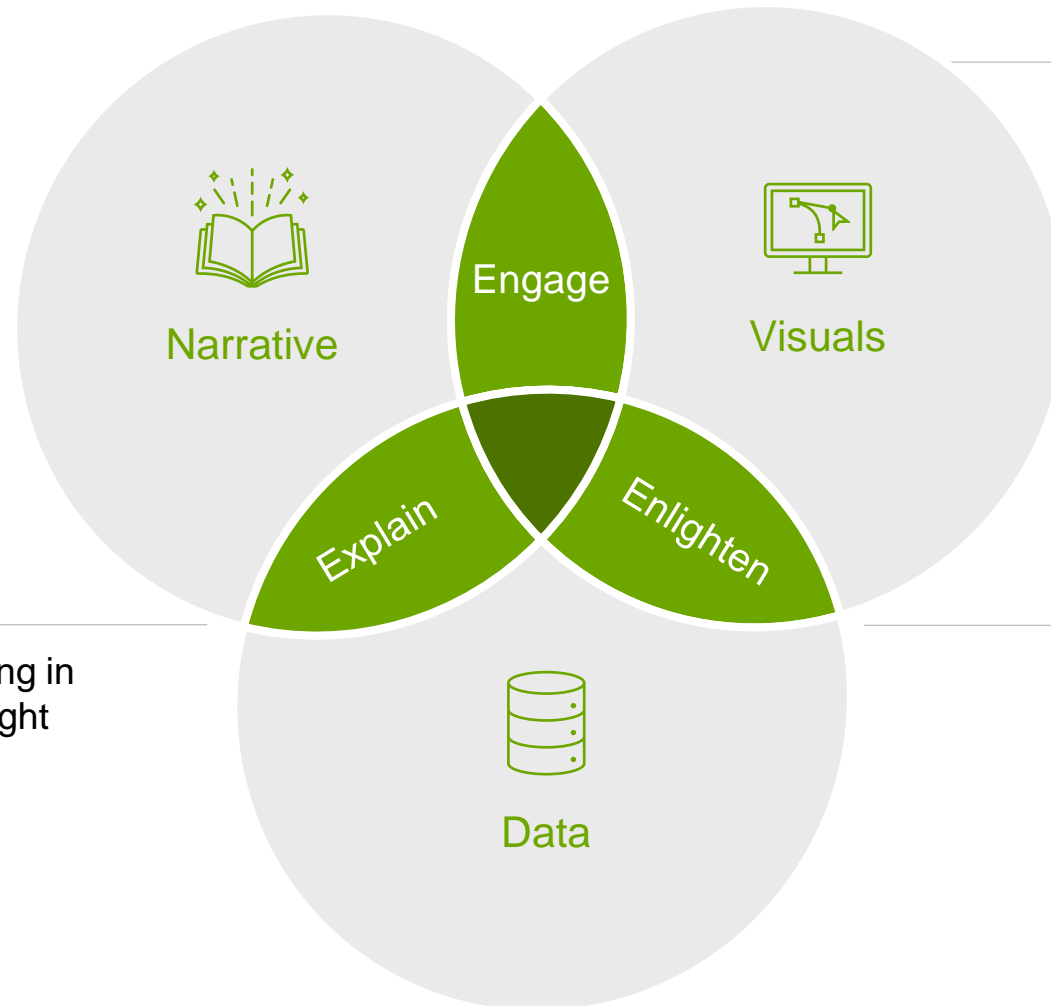 Engage
Narrative
Visuals
Explain
Enlighten
ng in
ght
Data